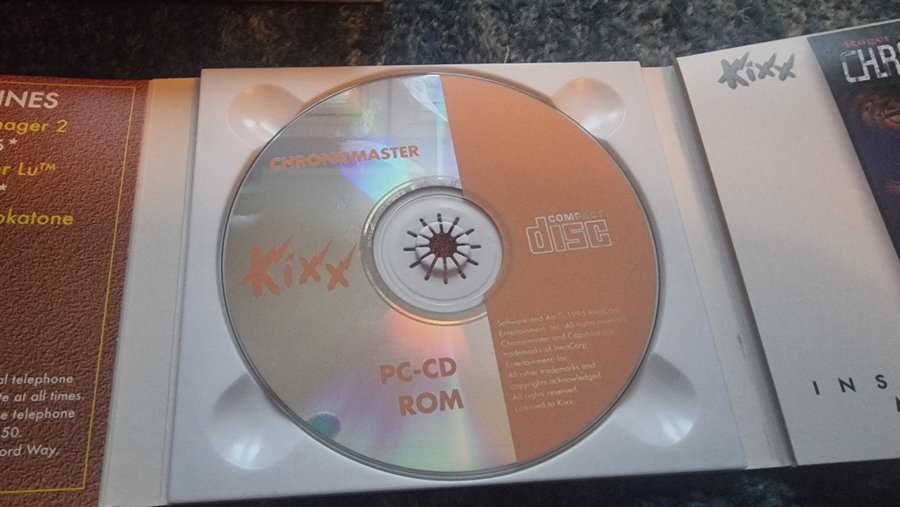 INES
nager 2
*
er Lu™
*
okatone
al telephone
e at all times.
e telephone
50.
ord Way,
CHRONOMASTER
Kixx
PC-CD
ROM
COMPACT
disc
Software and Art © 1995 IntraCorp
Entertainment, Inc. All rights reserved.
Chronomaster and Capstone are
trademarks of IntraCorp
Entertainment, Inc.
All other trademarks and
copyrights acknowledged.
All rights reserved.
Licensed to Kixx.
Kixx
Roger
CHR
INS